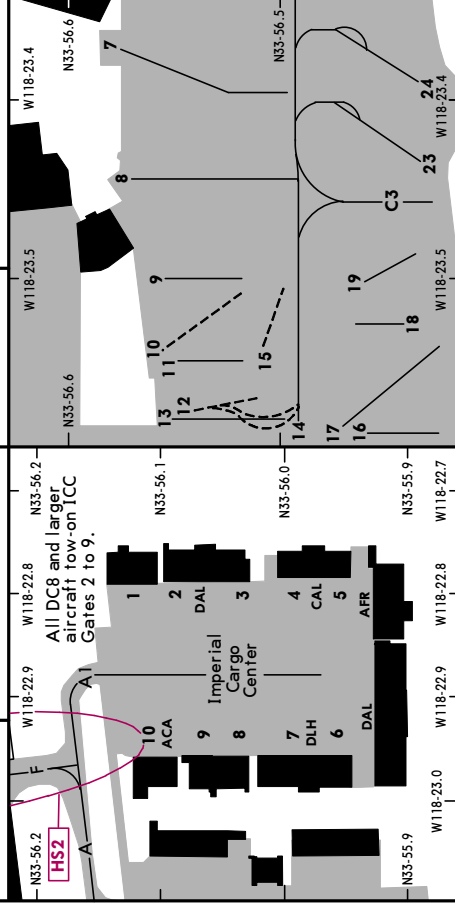 N33-56.6
N33-56.5
W118-23.4
7
W118-23.4
24
8
23
C3
W118-23.5
9
W118-23.5
19
10
11
15
18
12
13
14
17
16
N33-56.6
N33-56.2
N33-56.1
N33-56.0
N33-55.9
W118-22.7
All DC8 and larger
aircraft tow-on ICC
Gates 2 to 9.
W118-22.8
1
2
DAL
3
4
CAL
5
AFR
W118-22.8
W118-22.9
A1
Imperial
Cargo
Center
W118-22.9
10
ACA
9
8
7
DLH
6
DAL
F
HS2
A
W118-23.0
N33-56.2
N33-55.9